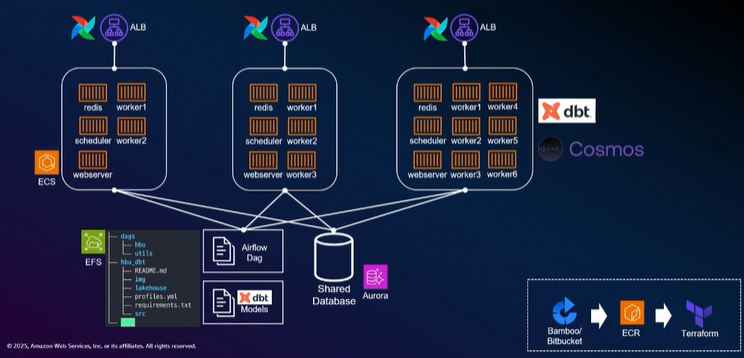 ALB
ALB
ALB
redis
worker1
scheduler
worker2
webserver
redis
worker1
scheduler
worker2
webserver
worker3
redis
worker1
worker4
scheduler
worker2
worker5
webserver
worker3
worker6
dbt
Cosmos
ECS
EFS
dags
hbu
utils
hbu_dbt
README.md
img
lakehouse
profiles.yml
requirements.txt
src
Airflow
Dag
dbt
Models
Shared
Database
Aurora
Bamboo/
Bitbucket
ECR
Terraform
© 2025, Amazon Web Services, Inc. or its affiliates. All rights reserved.